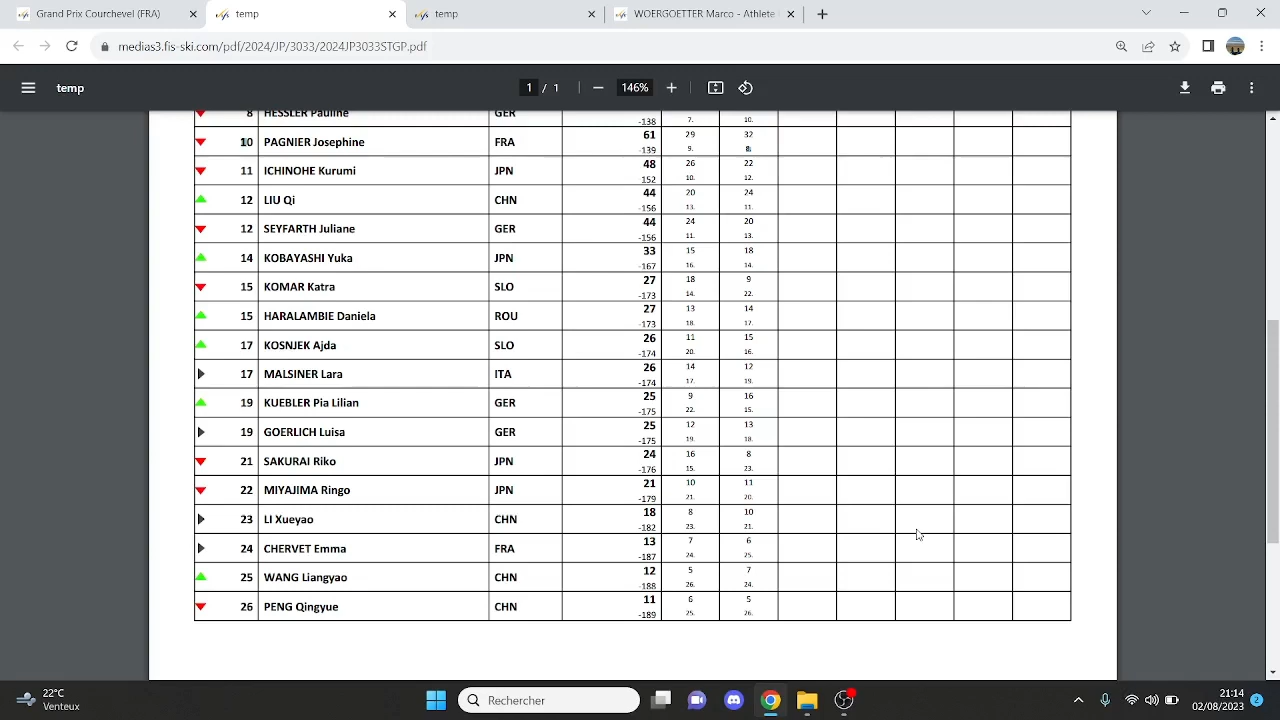 Grand Prix Courchevel (FRA)
temp
temp
WOERGOETTER Marco - Athlete
medias3.fis-ski.com/pdf/2024/JP/3033/2024JP3033STGP.pdf
temp
1 / 1
146%
8 HESSLER Pauline GER -138 7. 10.
10 PAGNIER Josephine FRA 61 29 32
-139 9. 8.
11 ICHINOHE Kurumi JPN 48 26 22
152 10. 12.
12 LIU Qi CHN 44 20 24
-156 13. 11.
12 SEYFARTH Juliane GER 44 24 20
-156 11. 13.
14 KOBAYASHI Yuka JPN 33 15 18
-167 16. 14.
15 KOMAR Katra SLO 27 18 9
-173 14. 22.
15 HARALAMBIE Daniela ROU 27 13 14
-173 18. 17.
17 KOSNJEK Ajda SLO 26 11 15
-174 20. 16.
17 MALSINER Lara ITA 26 14 12
-174 17. 19.
19 KUEBLER Pia Lilian GER 25 9 16
-175 22. 15.
19 GOERLICH Luisa GER 25 12 13
-175 19. 18.
21 SAKURAI Riko JPN 24 16 8
-176 15. 23.
22 MIYAJIMA Ringo JPN 21 10 11
-179 21. 20.
23 LI Xueyao CHN 18 8 10
-182 23. 21.
24 CHERVET Emma FRA 13 7 6
-187 24. 25.
25 WANG Liangyao CHN 12 5 7
-188 26. 24.
26 PENG Qingyue CHN 11 6 5
-189 25. 26.
22°C
Venteux
Rechercher
21:14
02/08/2023
2